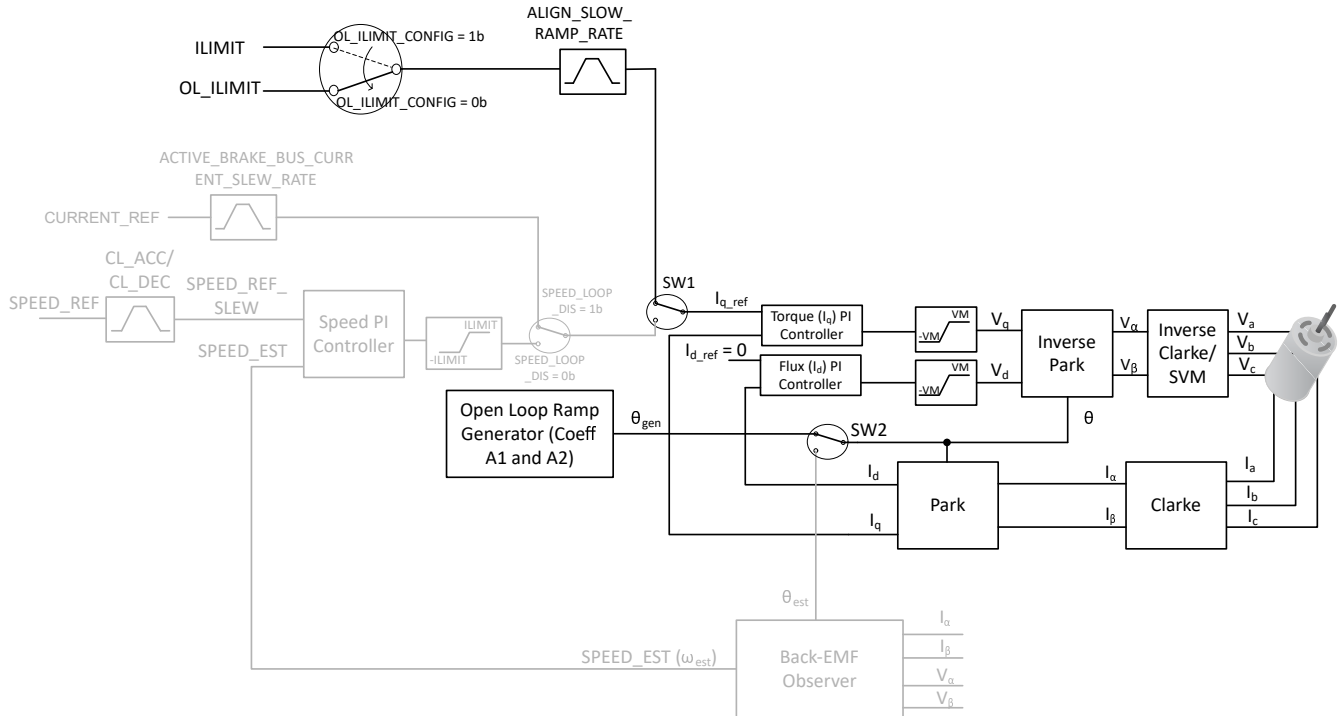 ALIGN_SLOW_
RAMP_RATE
OL_ILIMIT_CONFIG = 1b
ILIMIT
OL_ILIMIT
OL_ILIMIT_CONFIG = 0b
ACTIVE_BRAKE_BUS_CURR
ENT_SLEW_RATE
CURRENT_REF
CL_ACC/
CL_DEC
SPEED_REF
SPEED_REF_
SLEW
SPEED_EST
Speed PI
Controller
ILIMIT
-ILIMIT
SPEED_LOOP
_DIS = 1b
SPEED_LOOP
_DIS = 0b
SW1
Iq_ref
Torque (Iq) PI
Controller
VM
-VM
Vq
Id_ref = 0
Flux (Id) PI
Controller
VM
-VM
Vd
Inverse
Park
Vα
Vβ
Inverse
Clarke/
SVM
Va
Vb
Vc
Open Loop Ramp
Generator (Coeff
A1 and A2)
θgen
SW2
θ
Id
Iq
Park
Iα
Iβ
Clarke
Ia
Ib
Ic
θest
SPEED_EST (ωest)
Back-EMF
Observer
Iα
Iβ
Vα
Vβ